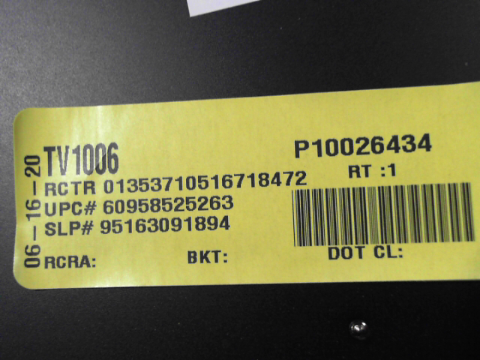 06-16-20
TV1006
P10026434
RCTR 01353710516718472
RT :1
UPC# 60958525263
SLP# 95163091894
RCRA: BKT: DOT CL: